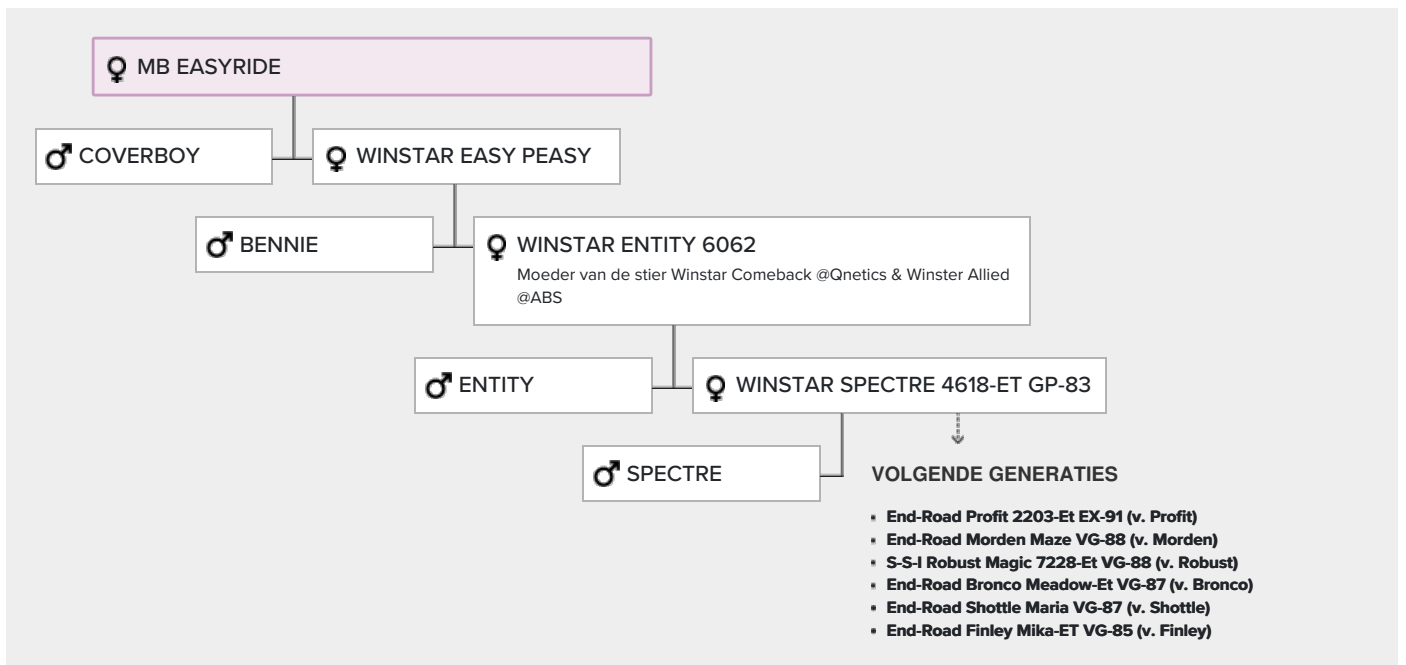 MB EASYRIDE
COVERBOY
WINSTAR EASY PEASY
BENNIE
WINSTAR ENTITY 6062
Moeder van de stier Winstar Comeback @Qnetics & Winster Allied
@ABS
ENTITY
WINSTAR SPECTRE 4618-ET GP-83
SPECTRE
VOLGENDE GENERATIES
End-Road Profit 2203-Et EX-91 (v. Profit)
End-Road Morden Maze VG-88 (v. Morden)
S-S-I Robust Magic 7228-Et VG-88 (v. Robust)
End-Road Bronco Meadow-Et VG-87 (v. Bronco)
End-Road Shottle Maria VG-87 (v. Shottle)
End-Road Finley Mika-ET VG-85 (v. Finley)